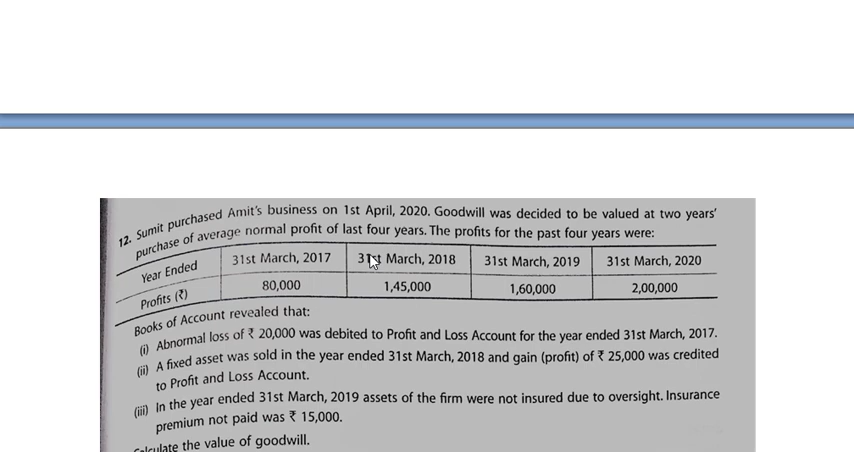 12. Sumit purchased Amit's business on 1st April, 2020. Goodwill was decided to be valued at two years'
purchase of average normal profit of last four years. The profits for the past four years were:
Year Ended 31st March, 2017 31st March, 2018 31st March, 2019 31st March, 2020
Profits (₹) 80,000 1,45,000 1,60,000 2,00,000
Books of Account revealed that:
(i) Abnormal loss of ₹ 20,000 was debited to Profit and Loss Account for the year ended 31st March, 2017.
(ii) A fixed asset was sold in the year ended 31st March, 2018 and gain (profit) of ₹ 25,000 was credited
to Profit and Loss Account.
(iii) In the year ended 31st March, 2019 assets of the firm were not insured due to oversight. Insurance
premium not paid was ₹ 15,000.
Calculate the value of goodwill.